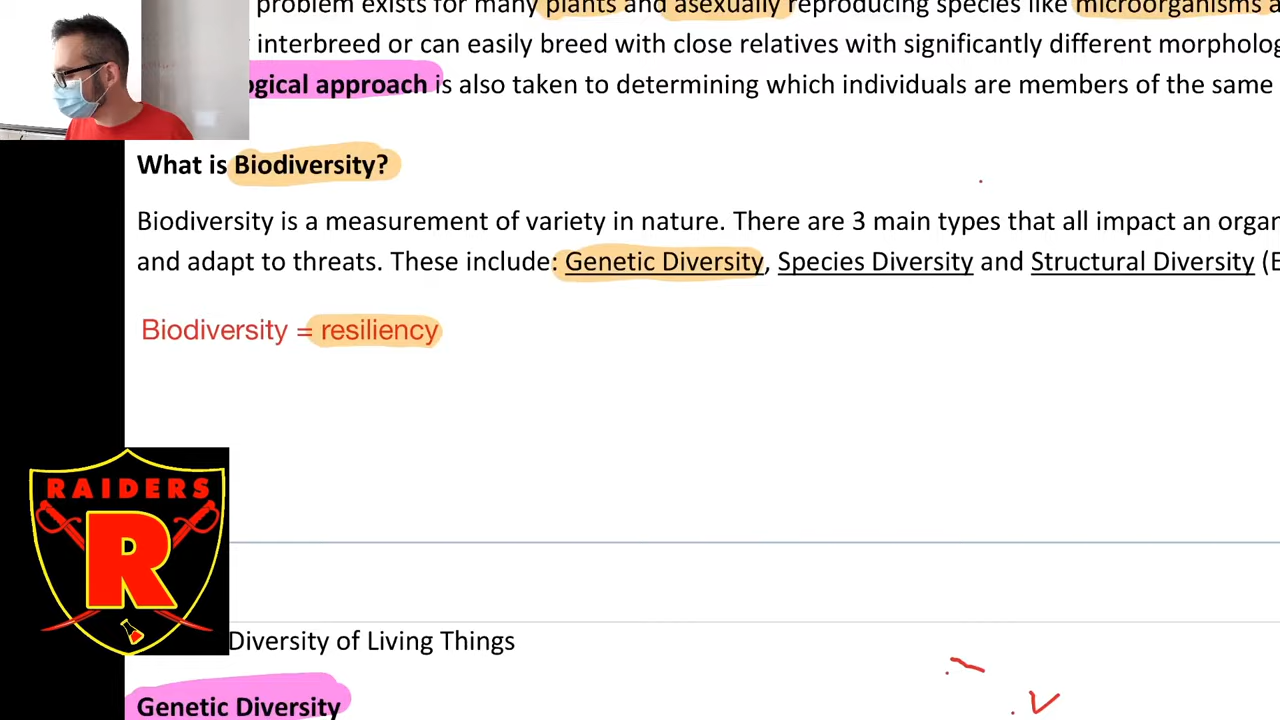 problem exists for many plants and asexually reproducing species like microorganisms
interbreed or can easily breed with close relatives with significantly different
approach is also taken to determining which individuals are members of the same
What is Biodiversity?
Biodiversity is a measurement of variety in nature. There are 3 main types that all impact an
and adapt to threats. These include: Genetic Diversity, Species Diversity and Structural Diversity
Biodiversity = resiliency
RAIDERS
R
Diversity of Living Things
Genetic Diversity